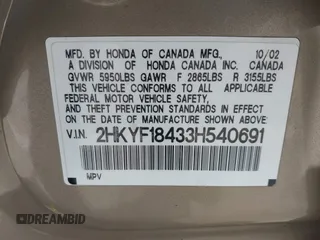 MFD. BY HONDA OF CANADA MFG., 10/02
A DIVISION OF HONDA CANADA INC. CANADA
GVWR 5950LBS GAWR F 2865LBS R 3155LBS
THIS VEHICLE CONFORMS TO ALL APPLICABLE
FEDERAL MOTOR VEHICLE SAFETY AND
THEFT PREVENTION STANDARDS IN EFFECT ON
THE DATE OF MANUFACTURE SHOWN ABOVE.
V.I.N. 2HKYF18433H540691
MPV
DREAMBID